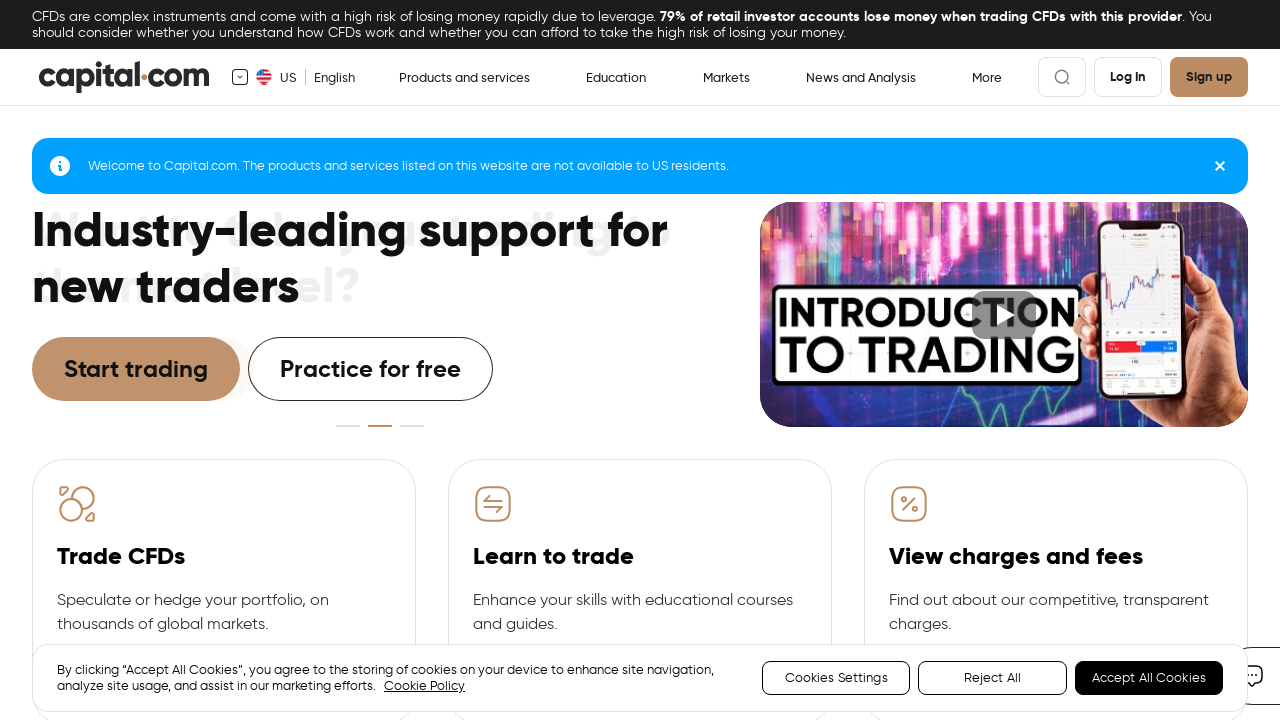 CFDs are complex instruments and come with a high risk of losing money rapidly due to leverage. 79% of retail investor accounts lose money when trading CFDs with this provider. You
should consider whether you understand how CFDs work and whether you can afford to take the high risk of losing your money.
capital.com
US
English
Products and services
Education
Markets
News and Analysis
More
Log In
Sign up
Welcome to Capital.com. The products and services listed on this website are not available to US residents.
Industry-leading support for
new traders
Start trading
Practice for free
INTRODUCTION
TO TRADING
Trade CFDs
Speculate or hedge your portfolio, on
thousands of global markets.
Learn to trade
Enhance your skills with educational courses
and guides.
View charges and fees
Find out about our competitive, transparent
charges.
By clicking “Accept All Cookies”, you agree to the storing of cookies on your device to enhance site navigation,
analyze site usage, and assist in our marketing efforts. Cookie Policy
Cookies Settings
Reject All
Accept All Cookies